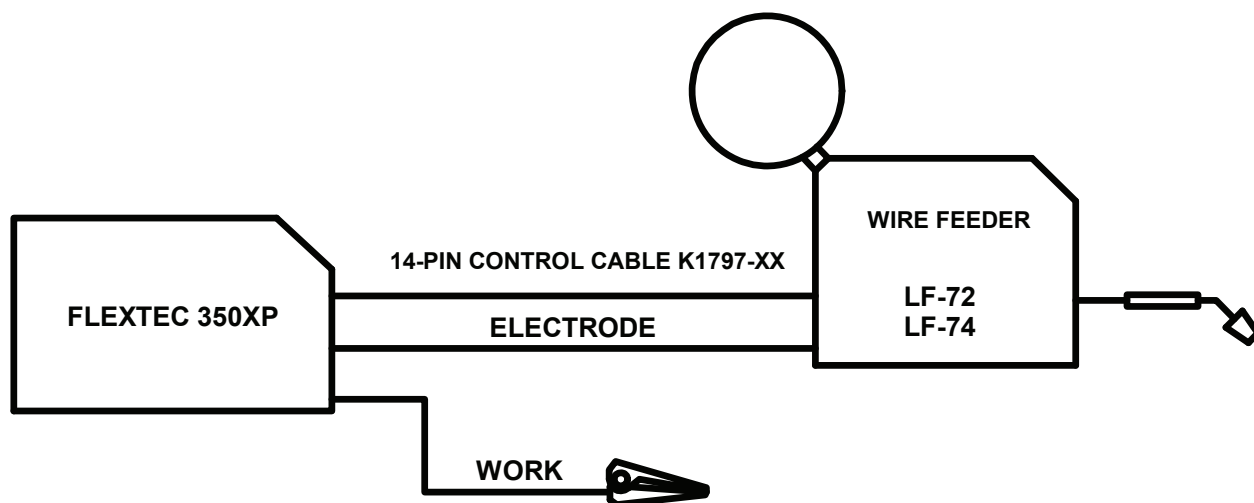 WIRE FEEDER
14-PIN CONTROL CABLE K1797-XX
FLEXTEC 350XP
LF-72
ELECTRODE
LF-74
WORK